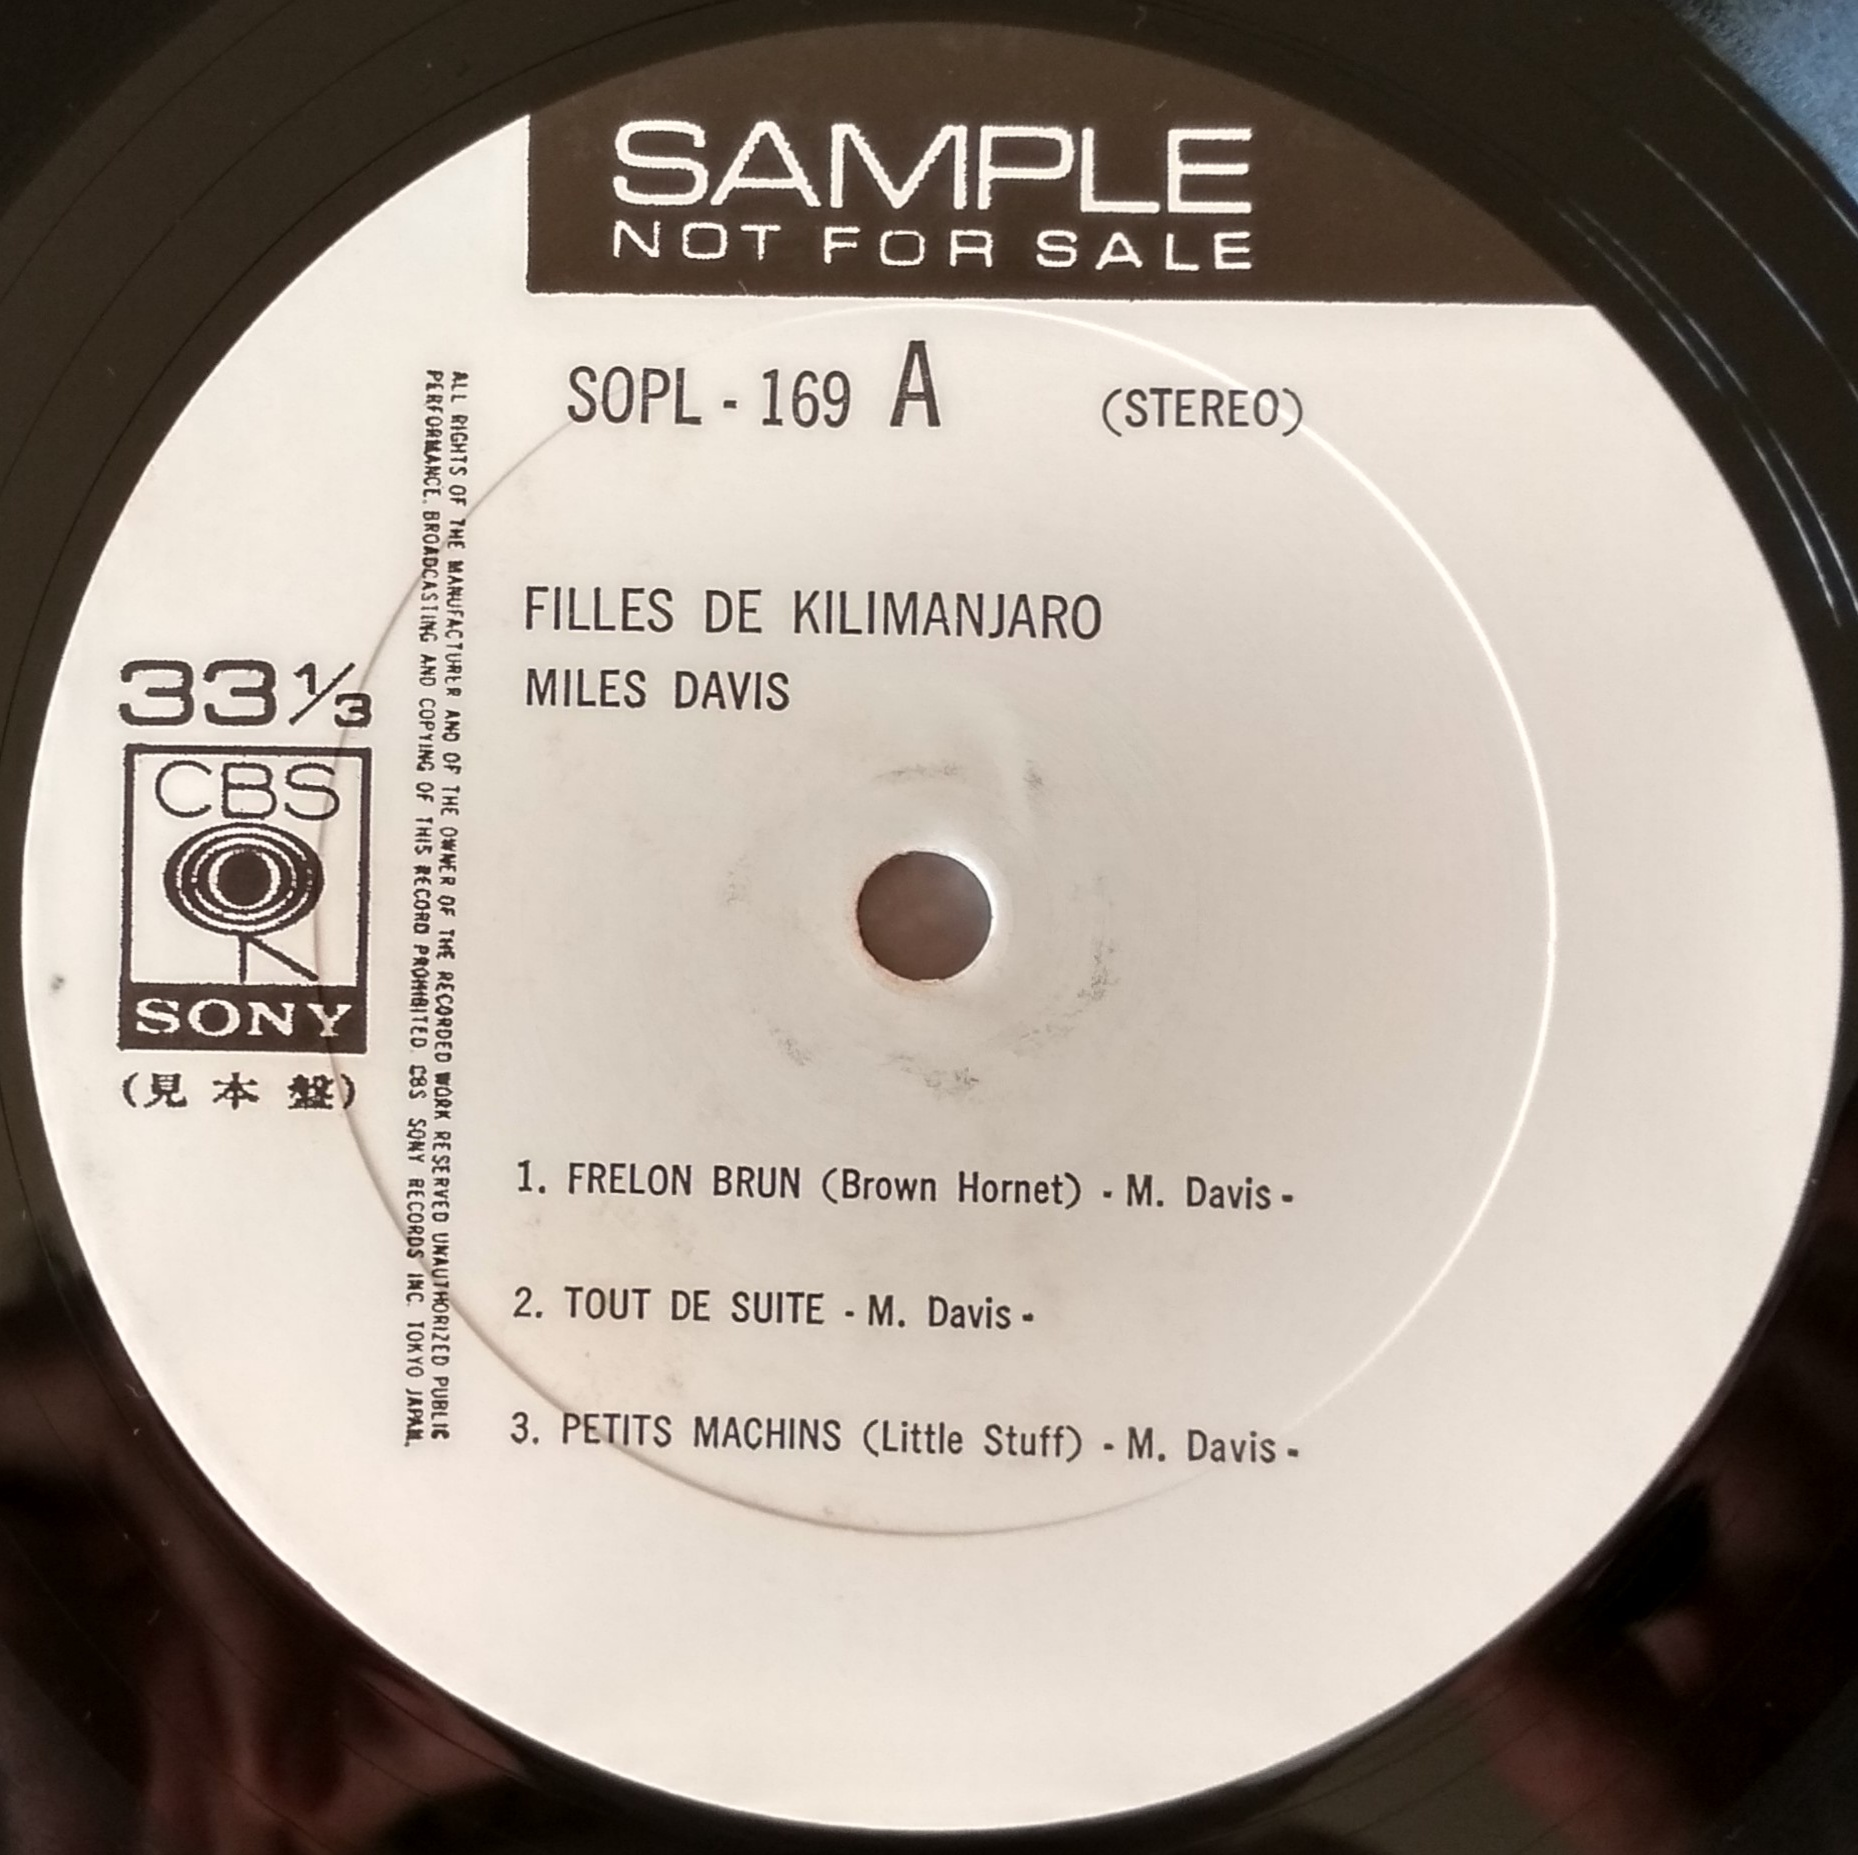 SAMPLE
NOT FOR SALE
SOPL - 169 A (STEREO)
FILLES DE KILIMANJARO
MILES DAVIS
33 1/3
CBS
SONY
(見本盤)
ALL RIGHTS OF THE MANUFACTURER AND OF THE OWNER OF THE RECORDED WORK RESERVED UNAUTHORIZED PUBLIC
PERFORMANCE, BROADCASTING AND COPYING OF THIS RECORD PROHIBITED. CBS SONY RECORDS INC. TOKYO JAPAN.
1. FRELON BRUN (Brown Hornet) - M. Davis -
2. TOUT DE SUITE - M. Davis -
3. PETITS MACHINS (Little Stuff) - M. Davis -